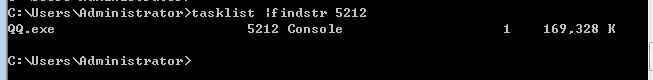 C:\Users\Administrator>tasklist |findstr 5212
QQ.exe                        5212 Console                    1    169,328 K

C:\Users\Administrator>